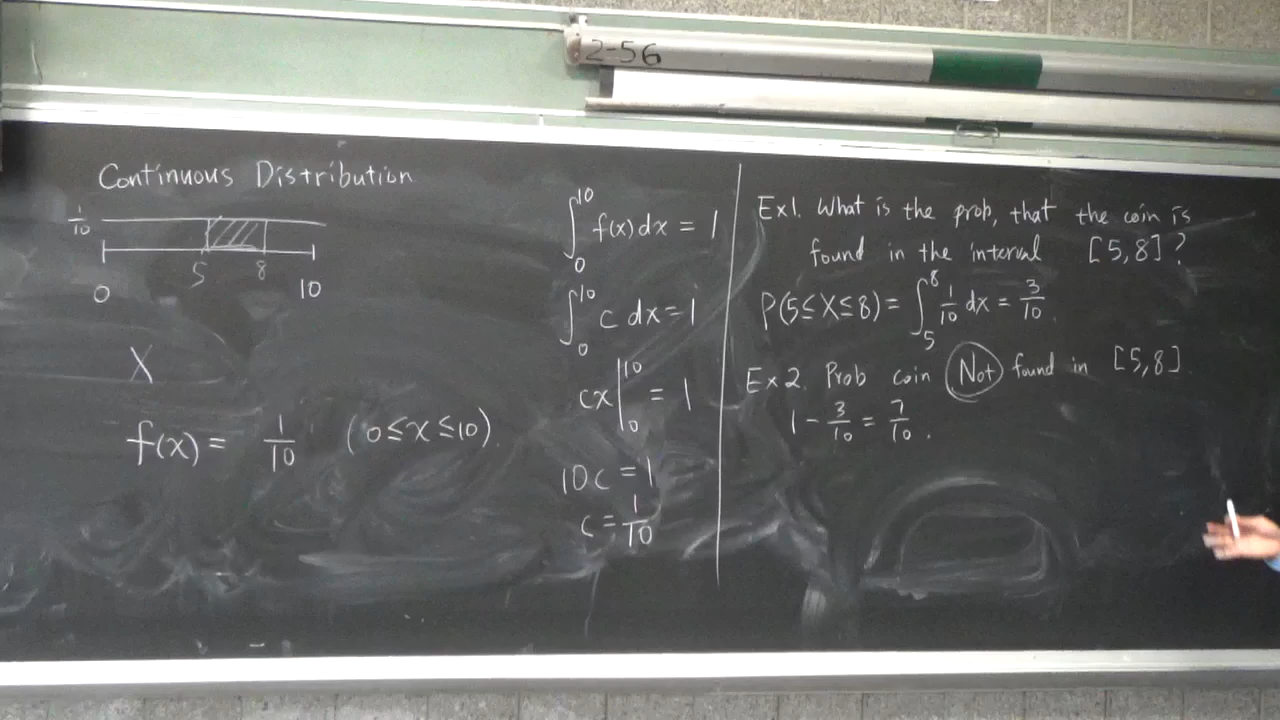 2-56
Continuous Distribution
1/10
5 8
0 10
X
f(x) = 1/10 (0≤x≤10).
∫₀¹⁰ f(x)dx = 1
∫₀¹⁰ c dx = 1
cx|₀¹⁰ = 1
10c = 1
c = 1/10
Ex1. What is the prob, that the coin is
found in the interval [5,8]?
P(5≤X≤8) = ∫₅⁸ 1/10 dx = 3/10.
Ex2. Prob coin Not found in [5,8].
1 - 3/10 = 7/10.